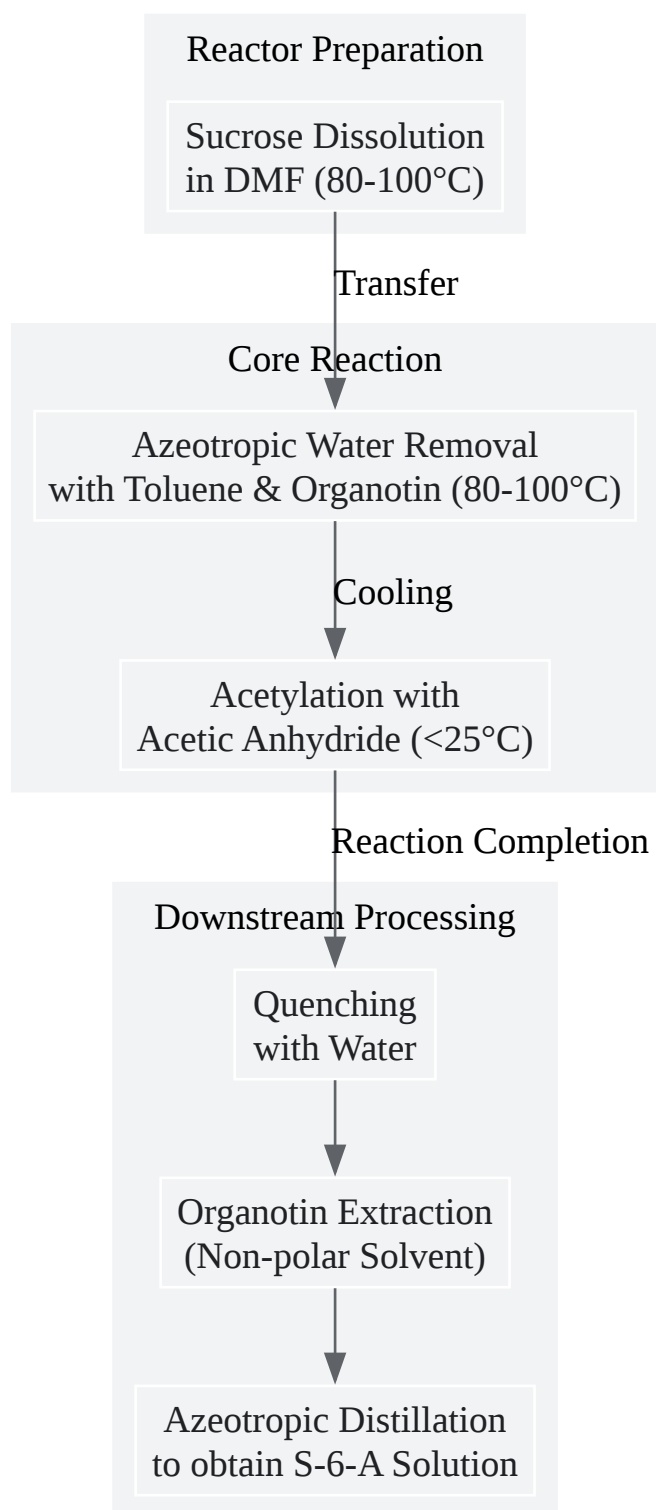 Reactor Preparation
Sucrose Dissolution
in DMF (80-100°C)
Transfer
Core Reaction
Azeotropic Water Removal
with Toluene & Organotin (80-100°C)
Cooling
Acetylation with
Acetic Anhydride (<25°C)
Reaction Completion
Downstream Processing
Quenching
with Water
Organotin Extraction
(Non-polar Solvent)
Azeotropic Distillation
to obtain S-6-A Solution